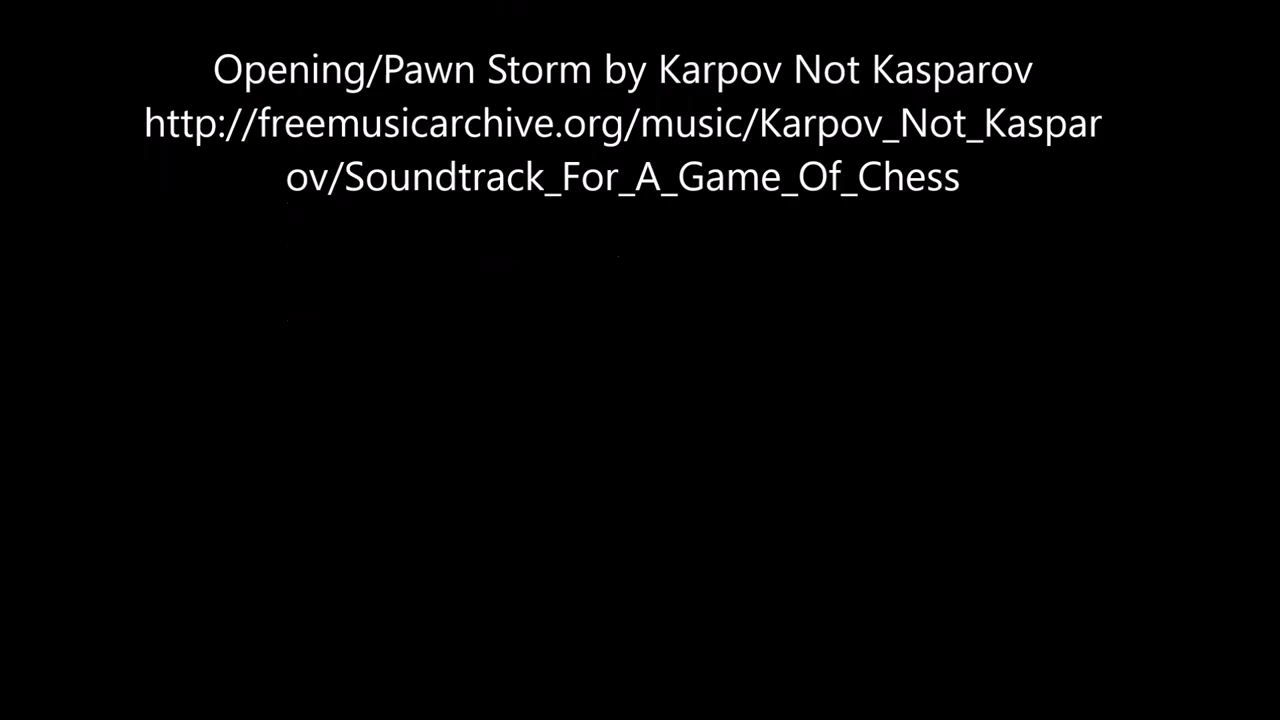 Opening/Pawn Storm by Karpov Not Kasparov
http://freemusicarchive.org/music/Karpov_Not_Kaspar
ov/Soundtrack_For_A_Game_Of_Chess